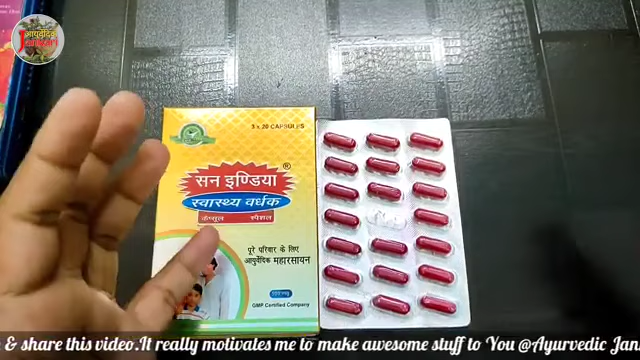 आयुर्वेदिक
3 x 20 CAPSULES
सन इण्डिया®
स्वास्थ्य वर्धक
कैप्सूल स्पेशल
पूरे परिवार के लिए
आयुर्वेदिक महारसायन
GMP Certified Company
& share this video.It really motivates me to make awesome stuff to You @Ayurvedic Jan